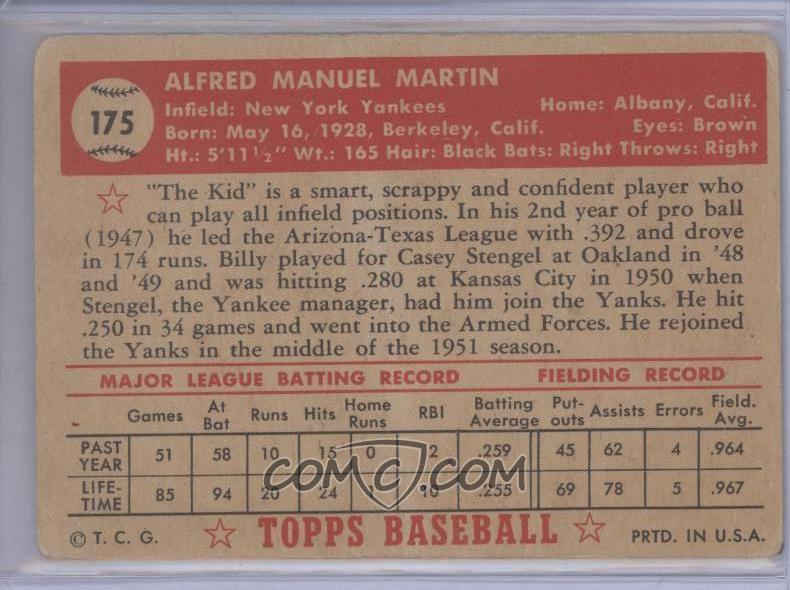 ALFRED MANUEL MARTIN
175
Infield: New York Yankees Home: Albany, Calif.
Born: May 16, 1928, Berkeley, Calif. Eyes: Brown
Ht.: 5'11½" Wt.: 165 Hair: Black Bats: Right Throws: Right
"The Kid" is a smart, scrappy and confident player who
can play all infield positions. In his 2nd year of pro ball
(1947) he led the Arizona-Texas League with .392 and drove
in 174 runs. Billy played for Casey Stengel at Oakland in '48
and '49 and was hitting .280 at Kansas City in 1950 when
Stengel, the Yankee manager, had him join the Yanks. He hit
.250 in 34 games and went into the Armed Forces. He rejoined
the Yanks in the middle of the 1951 season.
MAJOR LEAGUE BATTING RECORD FIELDING RECORD
Games At Bat Runs Hits Home Runs RBI Batting Average Put-outs Assists Errors Field. Avg.
PAST YEAR 51 58 10 15 0 2 .259 45 62 4 .964
LIFE-TIME 85 94 20 24 10 .255 69 78 5 .967
COMC.COM
© T. C. G. TOPPS BASEBALL PRTD. IN U.S.A.